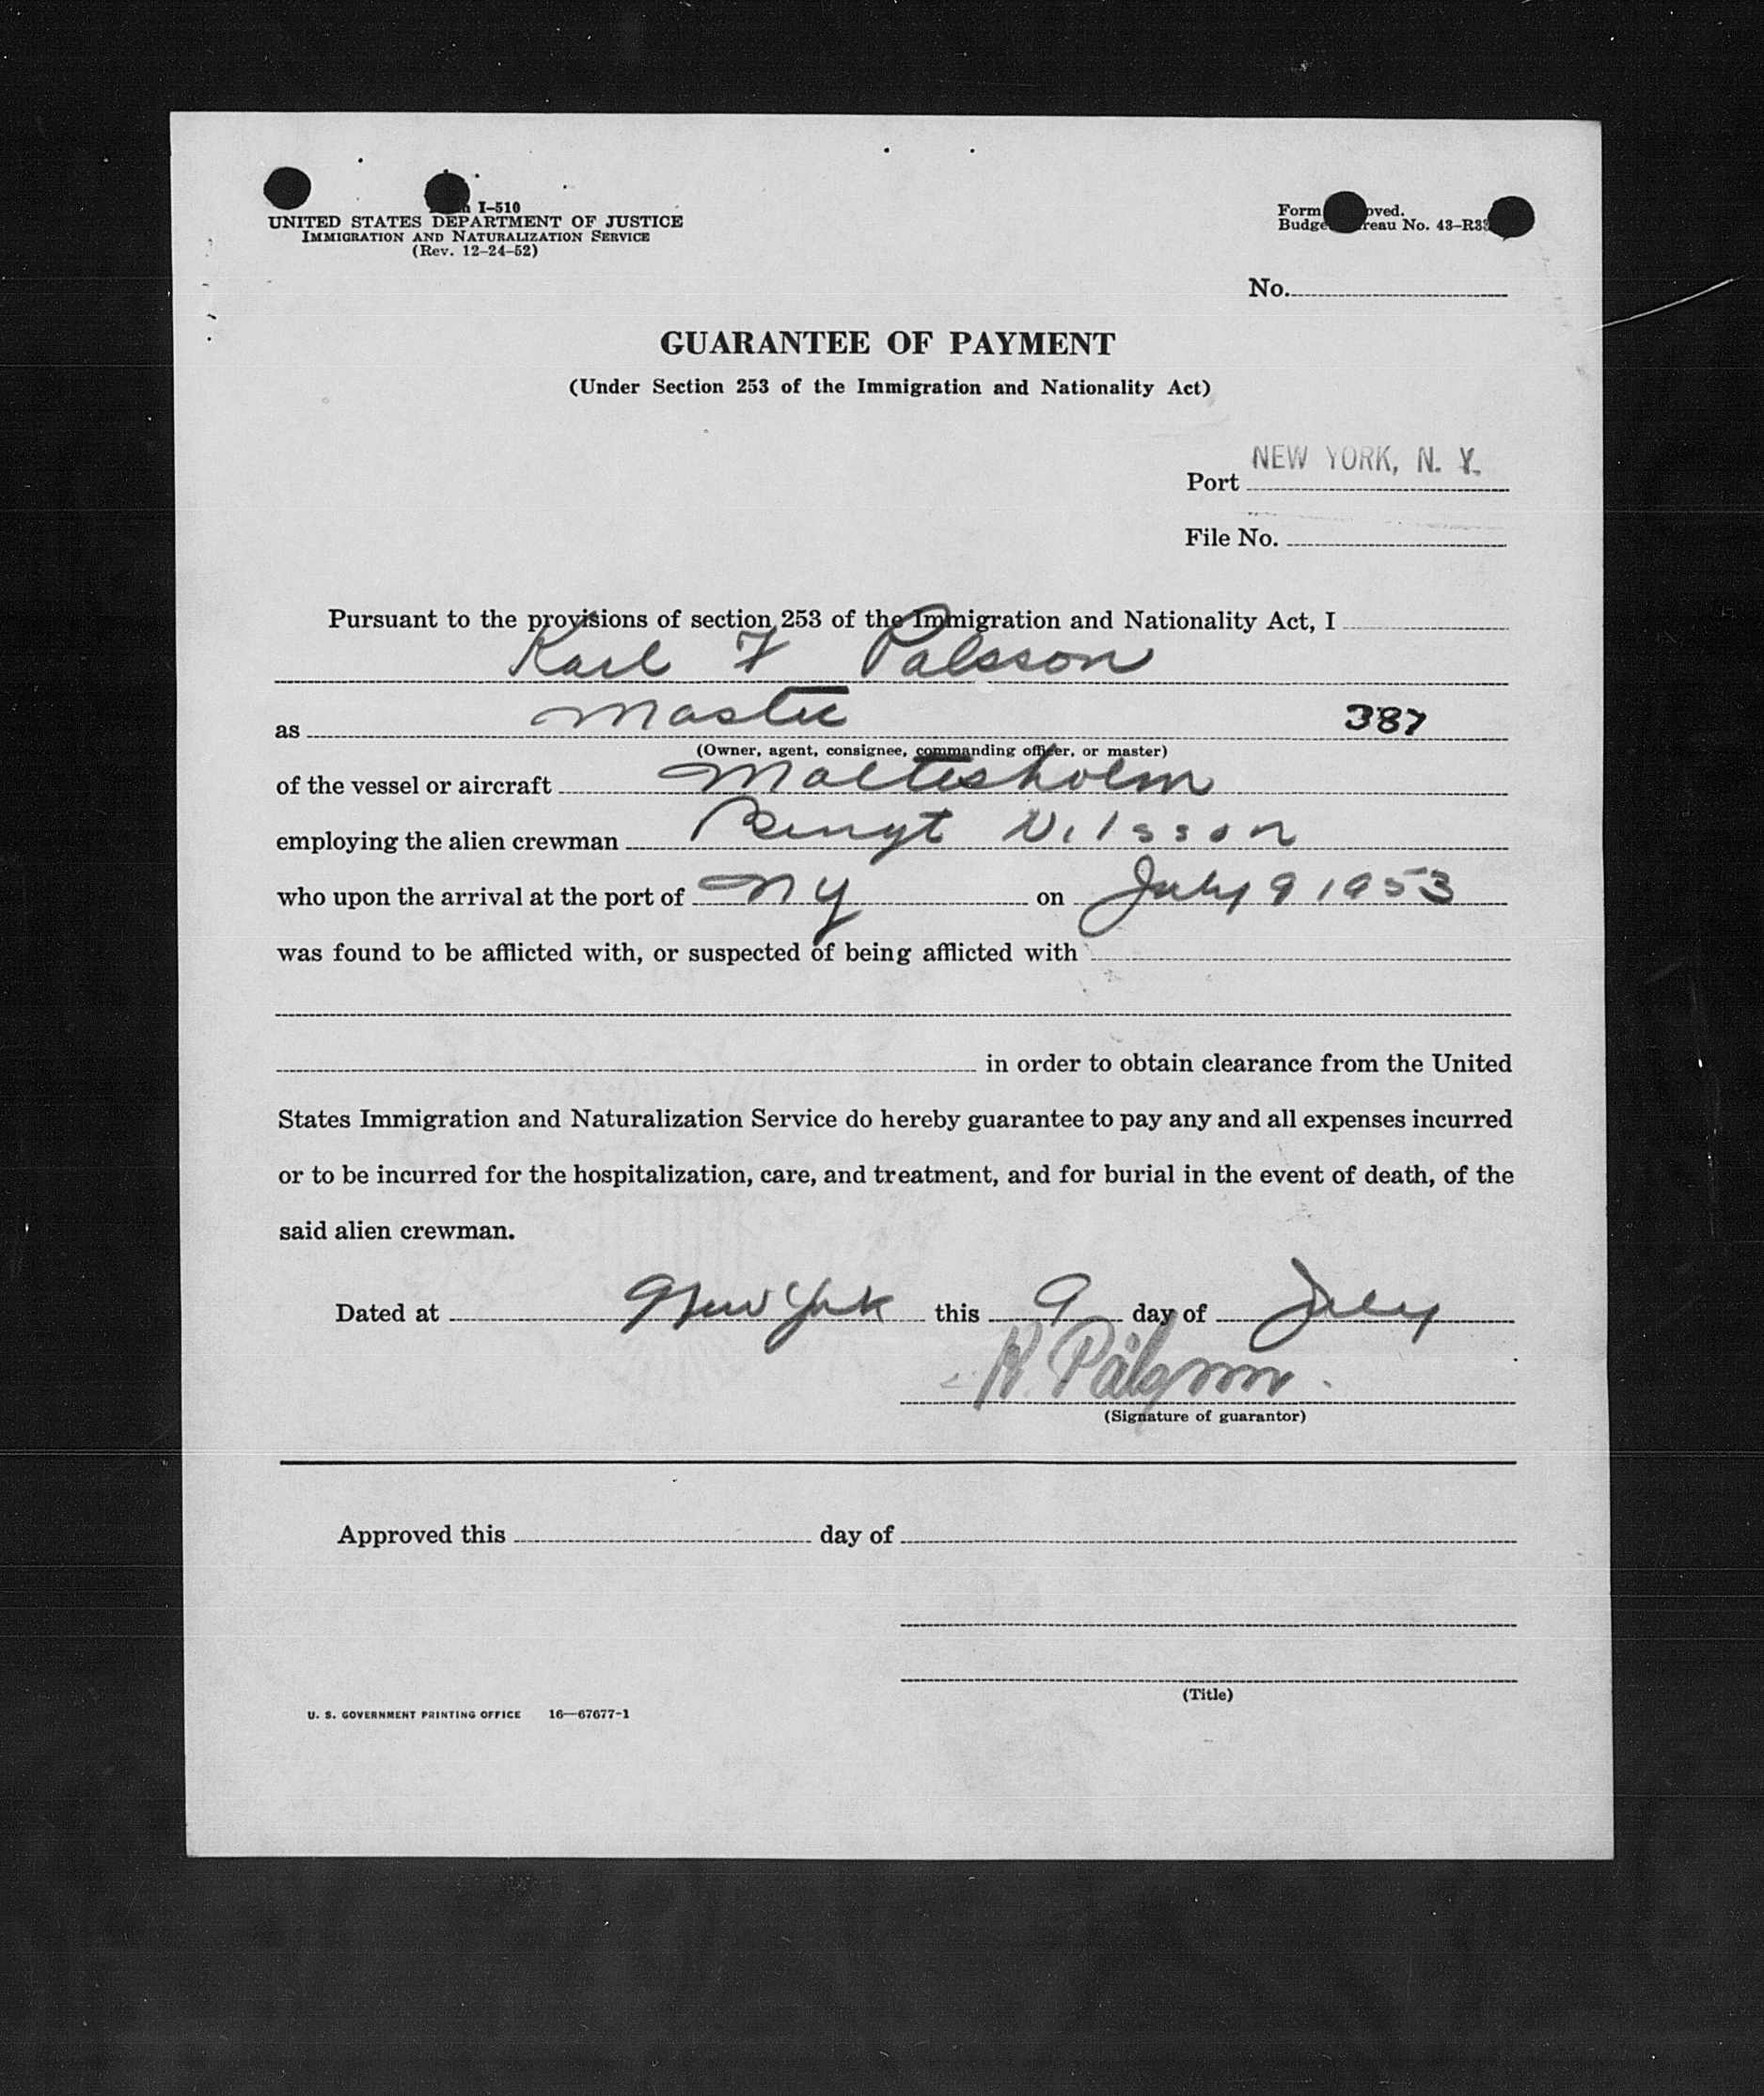 I-510
UNITED STATES DEPARTMENT OF JUSTICE
IMMIGRATION AND NATURALIZATION SERVICE
(Rev. 12-24-52)
Form
Budge No. 43-R3
No.
GUARANTEE OF PAYMENT
(Under Section 253 of the Immigration and Nationality Act)
NEW YORK, N. Y.
Port
File No.
Pursuant to the provisions of section 253 of the Immigration and Nationality Act, I
Karl F Palsson
as Master 387
(Owner, agent, consignee, commanding officer, or master)
of the vessel or aircraft Maltesholm
employing the alien crewman Bengt Nilsson
who upon the arrival at the port of NY on July 9 1953
was found to be afflicted with, or suspected of being afflicted with
in order to obtain clearance from the United
States Immigration and Naturalization Service do hereby guarantee to pay any and all expenses incurred
or to be incurred for the hospitalization, care, and treatment, and for burial in the event of death, of the
said alien crewman.
Dated at New York this 9 day of July
K. Pålsson
(Signature of guarantor)
Approved this day of
(Title)
U. S. GOVERNMENT PRINTING OFFICE 16—67677-1